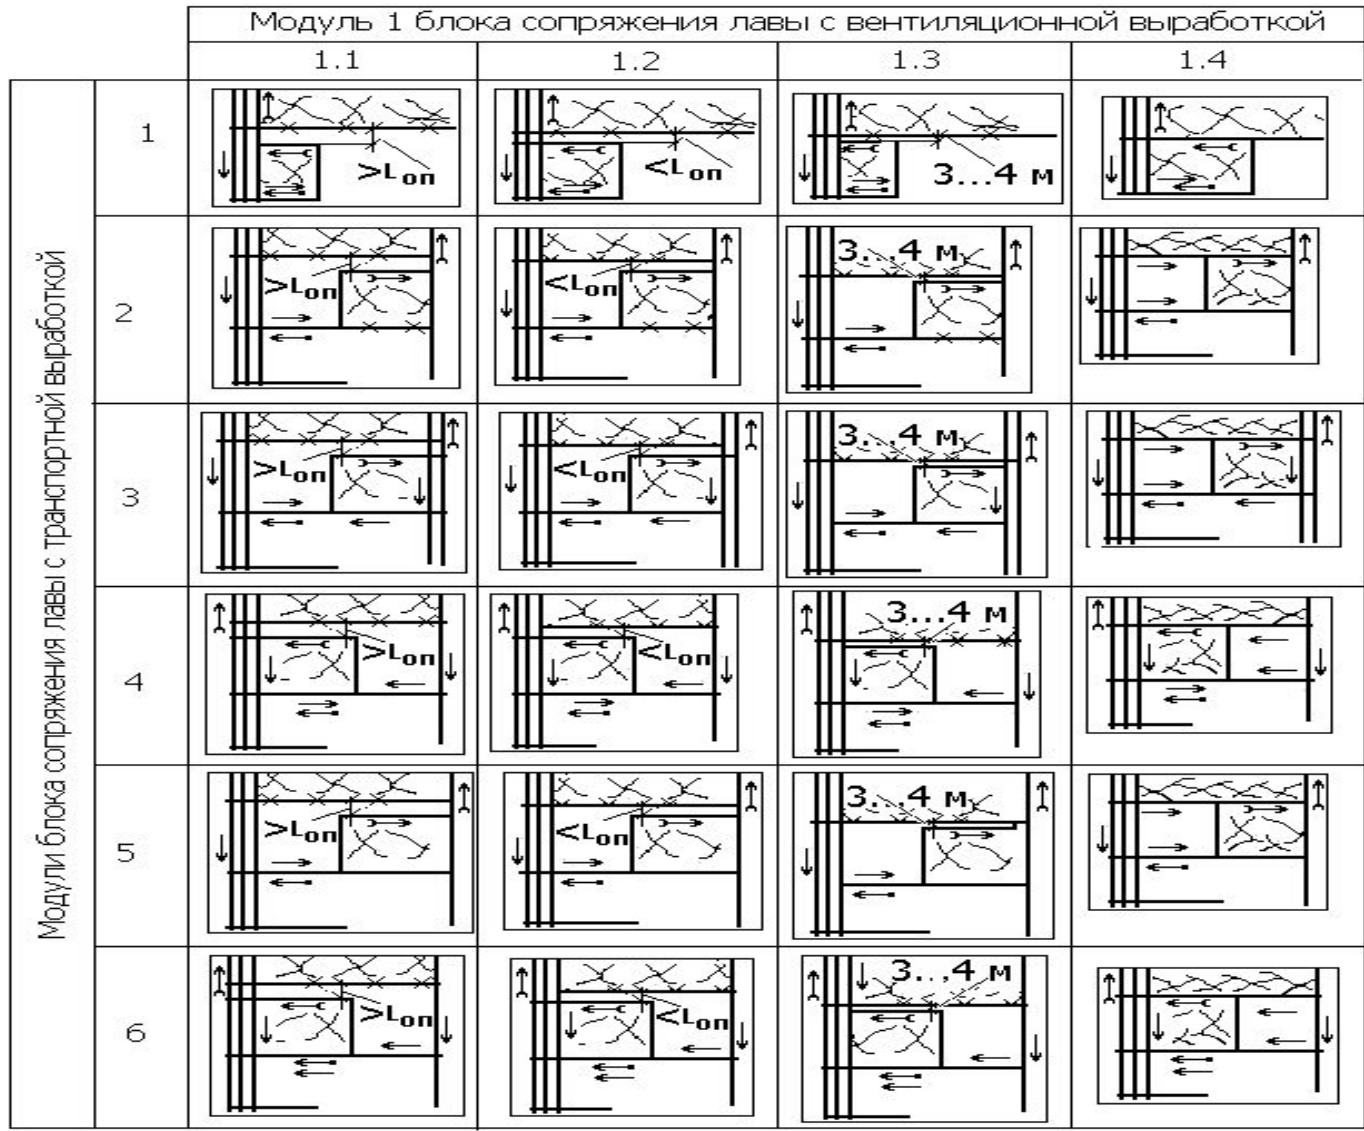 Модуль 1 блока сопряжения лавы с вентиляционной выработкой
1.1 1.2 1.3 1.4
Модули блока сопряжения лавы с транспортной выработкой
1
>Lоп <Lоп 3...4 м
2
>Lоп <Lоп 3...4 м
3
>Lоп <Lоп 3...4 м
4
>Lоп <Lоп 3...4 м
5
>Lоп <Lоп 3...4 м
6
>Lоп <Lоп 3...4 м